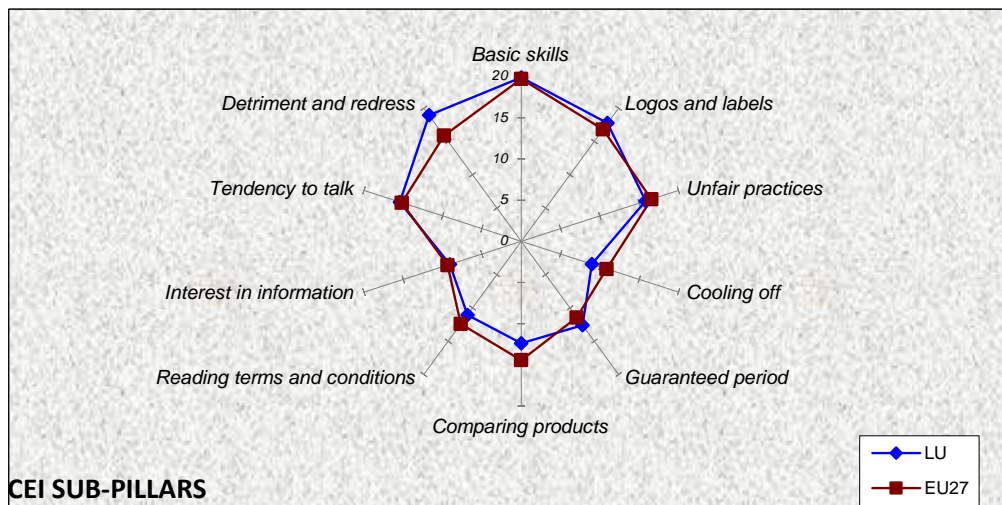 Basic skills
20
Detriment and redress
Logos and labels
15
10
Tendency to talk
Unfair practices
5
0
Interest in information
Cooling off
Reading terms and conditions
Guaranteed period
Comparing products
LU
EU27
CEI SUB-PILLARS